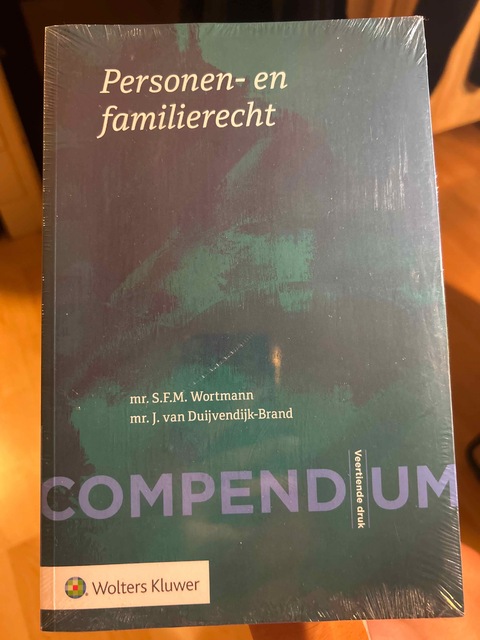 Personen- en
familierecht
mr. S.F.M. Wortmann
mr. J. van Duijvendijk-Brand
COMPENDIUM
Veertiende druk
Wolters Kluwer